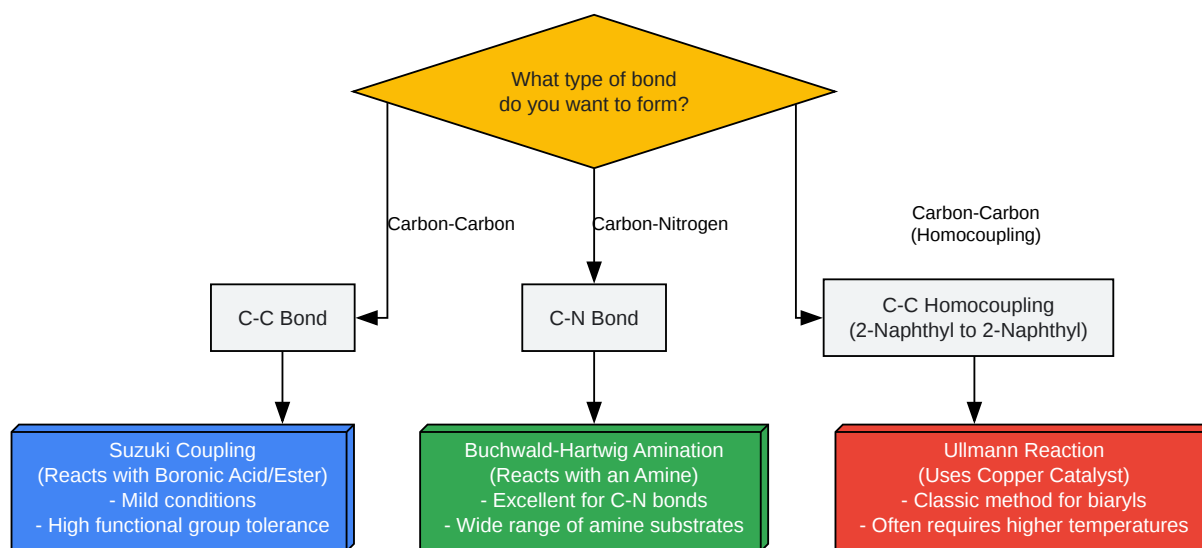 What type of bond
do you want to form?
Carbon-Carbon
Carbon-Nitrogen
Carbon-Carbon
(Homocoupling)
C-C Bond
C-N Bond
C-C Homocoupling
(2-Naphthyl to 2-Naphthyl)
Suzuki Coupling
(Reacts with Boronic Acid/Ester)
- Mild conditions
- High functional group tolerance
Buchwald-Hartwig Amination
(Reacts with an Amine)
- Excellent for C-N bonds
- Wide range of amine substrates
Ullmann Reaction
(Uses Copper Catalyst)
- Classic method for biaryls
- Often requires higher temperatures